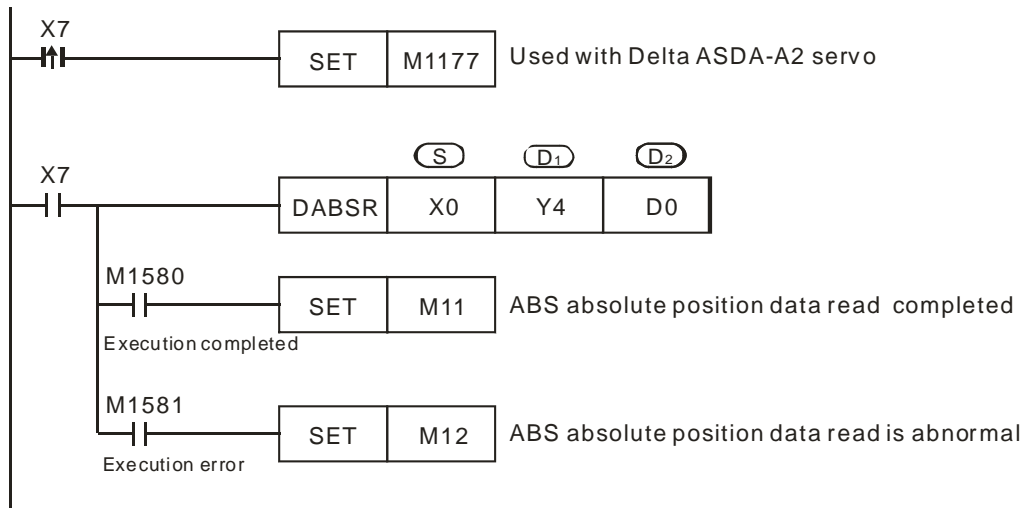 X7
SET M1177 Used with Delta ASDA-A2 servo
S D1 D2
X7
DABSR X0 Y4 D0
M1580
SET M11 ABS absolute position data read completed
Execution completed
M1581
SET M12 ABS absolute position data read is abnormal
Execution error